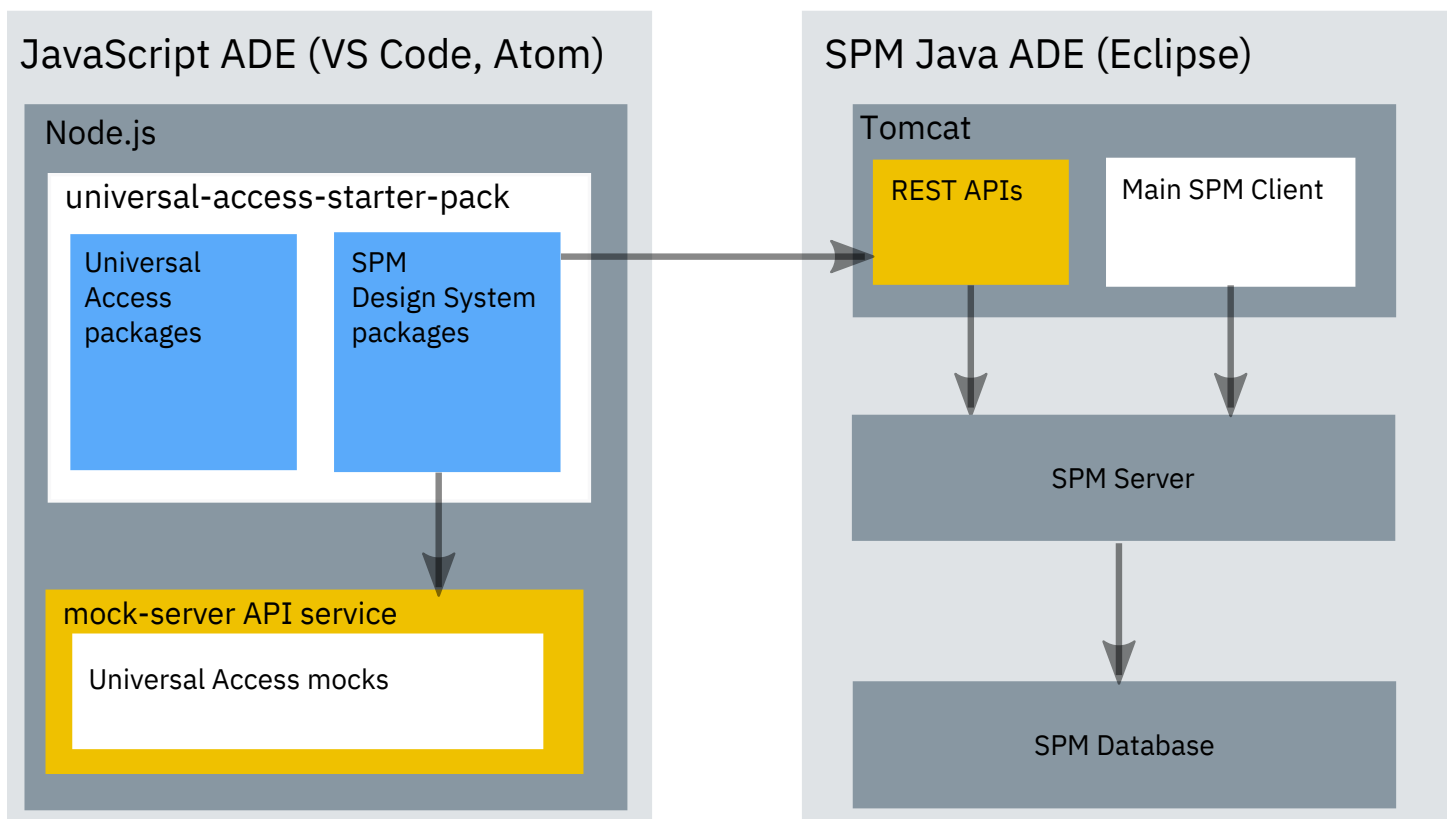 JavaScript ADE (VS Code, Atom)
Node.js
universal-access-starter-pack
Universal
Access
packages
SPM
Design System
packages
mock-server API service
Universal Access mocks
SPM Java ADE (Eclipse)
Tomcat
REST APIs
Main SPM Client
SPM Server
SPM Database